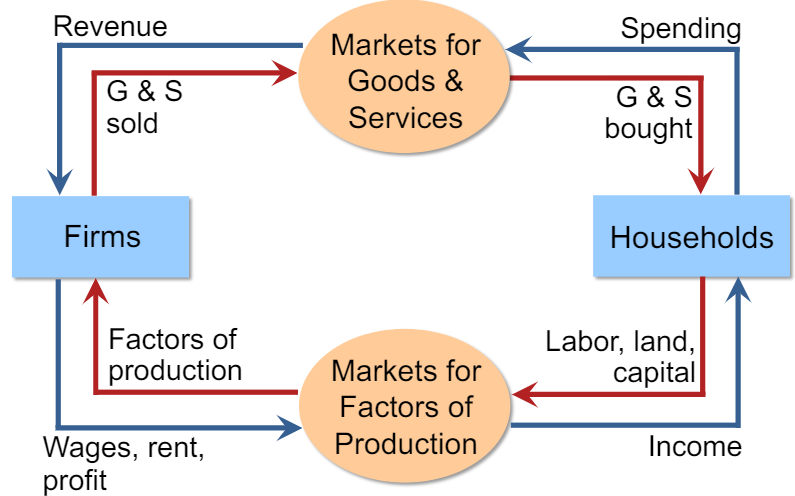 Revenue
G & S
sold
Markets for
Goods &
Services
Spending
G & S
bought
Firms
Households
Factors of
production
Wages, rent,
profit
Markets for
Factors of
Production
Labor, land,
capital
Income